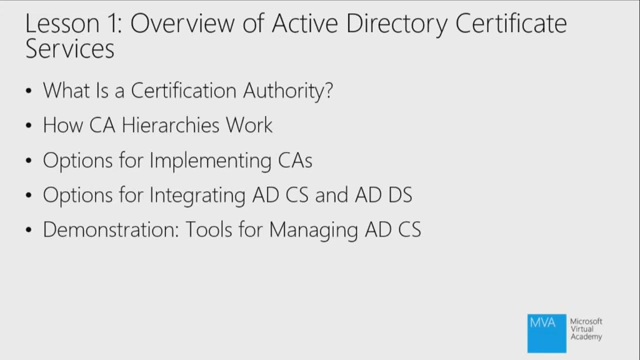 Lesson 1: Overview of Active Directory Certificate
Services
• What Is a Certification Authority?
• How CA Hierarchies Work
• Options for Implementing CAs
• Options for Integrating AD CS and AD DS
• Demonstration: Tools for Managing AD CS
MVA
Microsoft
Virtual
Academy